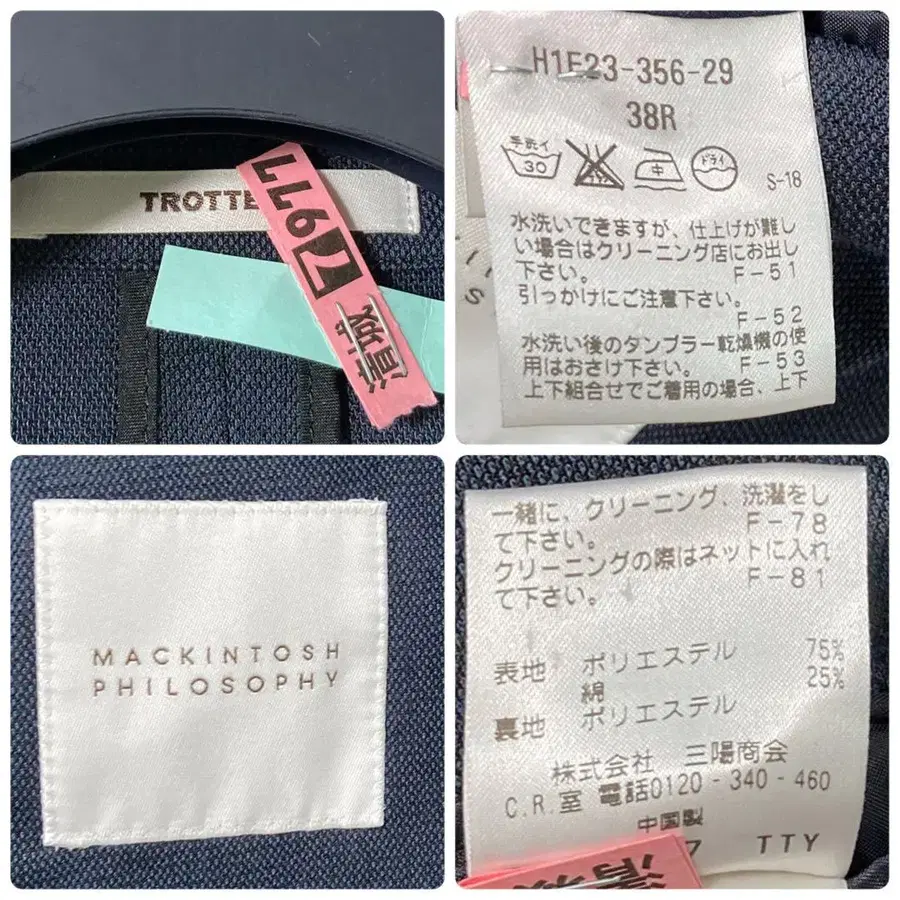 TROTTE
LL6
7
清
H1F23-356-29
38R
手洗イ
30
中
ドライ
S-18
水洗いできますが、仕上げが難し
い場合はクリーニング店にお出し
下さい。 F-51
引っかけにご注意下さい。
F-52
水洗い後のタンブラー乾燥機の使
用はおさけ下さい。 F-53
上下組合せでご着用の場合、上下
MACKINTOSH
PHILOSOPHY
一緒に、クリーニング、洗濯をし
て下さい。 F-78
クリーニングの際はネットに入れ
て下さい。 F-81
表地 ポリエステル 75%
綿 25%
裏地 ポリエステル
株式会社 三陽商会
C.R.室 電話0120-340-460
中国製
7 TTY